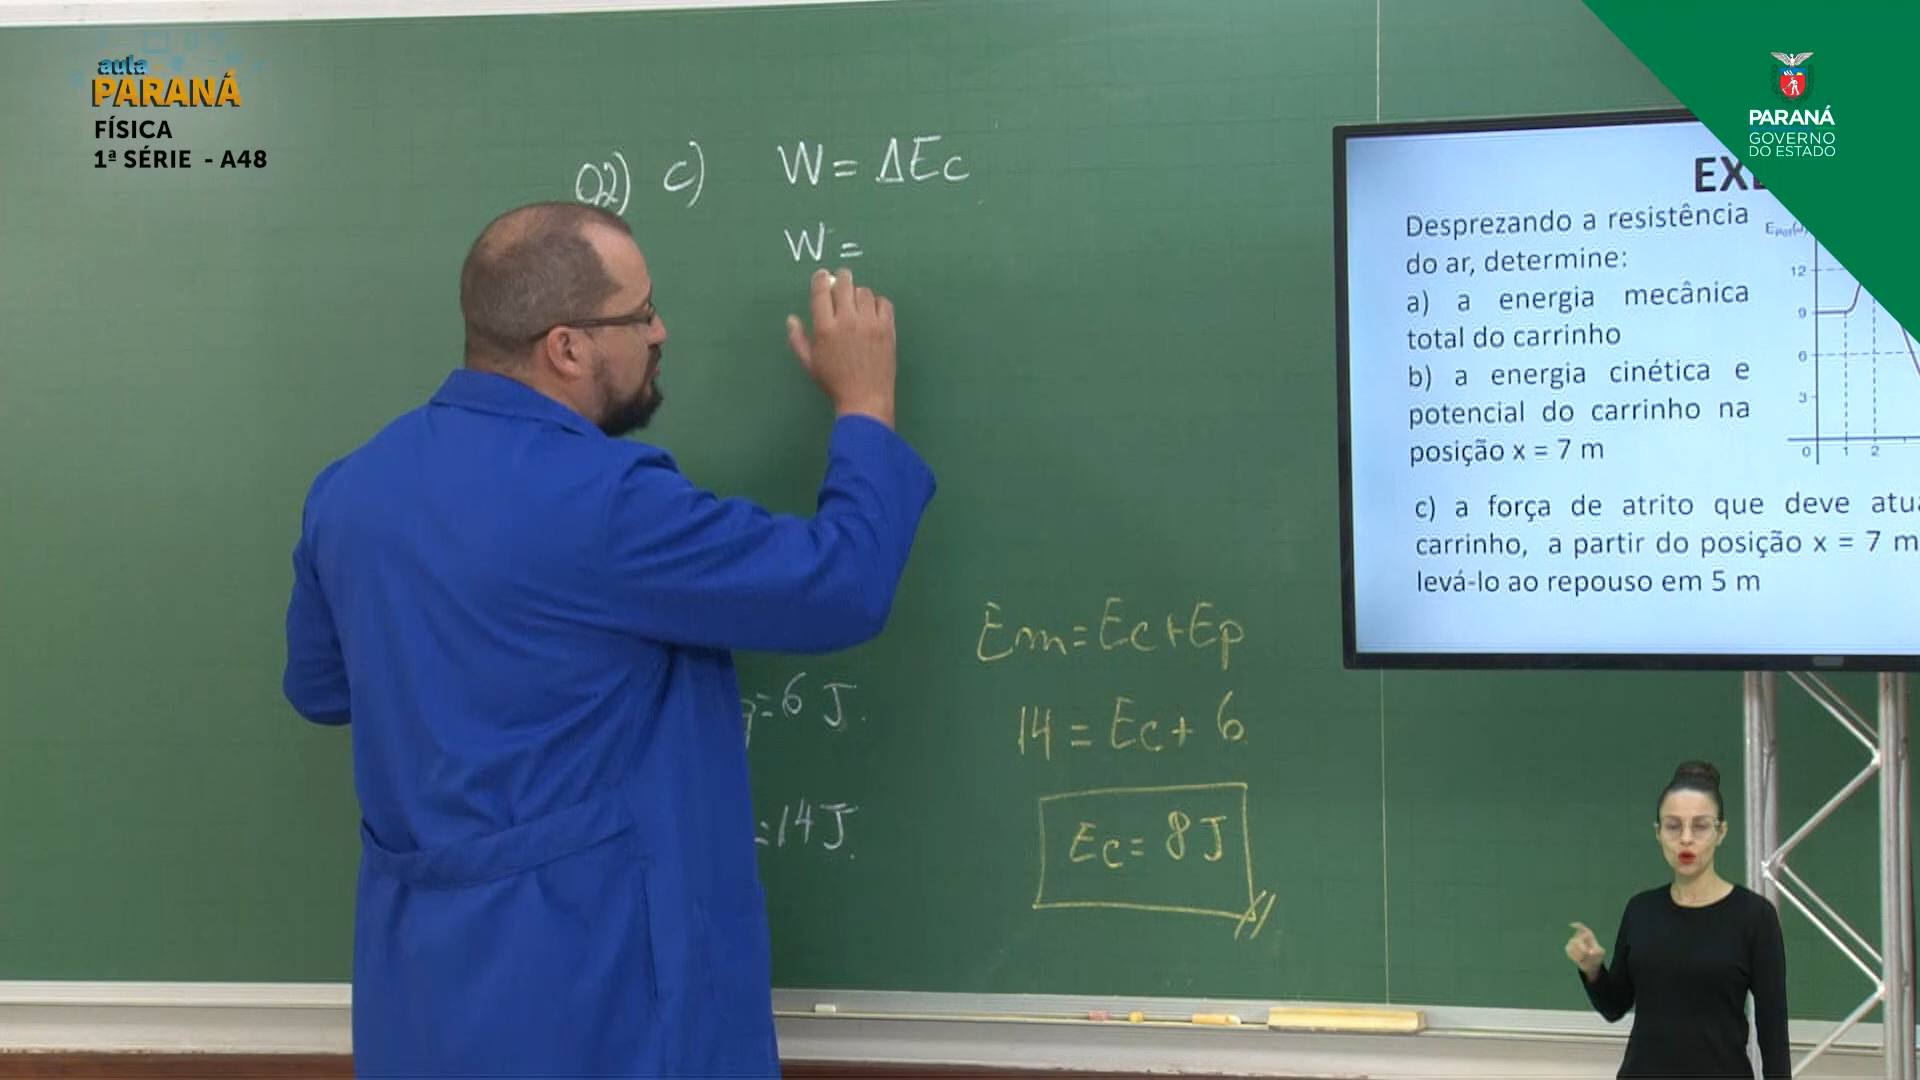 aula
PARANÁ
FÍSICA
1ª SÉRIE - A48
02) c) W = ΔEc
W =
=6 J.
=14J.
Em=Ec+Ep
14 = Ec + 6
Ec = 8 J
Desprezando a resistência
do ar, determine:
a) a energia mecânica
total do carrinho
b) a energia cinética e
potencial do carrinho na
posição x = 7 m
c) a força de atrito que deve
carrinho, a partir do posição x = 7 m
levá-lo ao repouso em 5 m
12
9
6
3
0 1 2
PARANÁ
GOVERNO
DO ESTADO